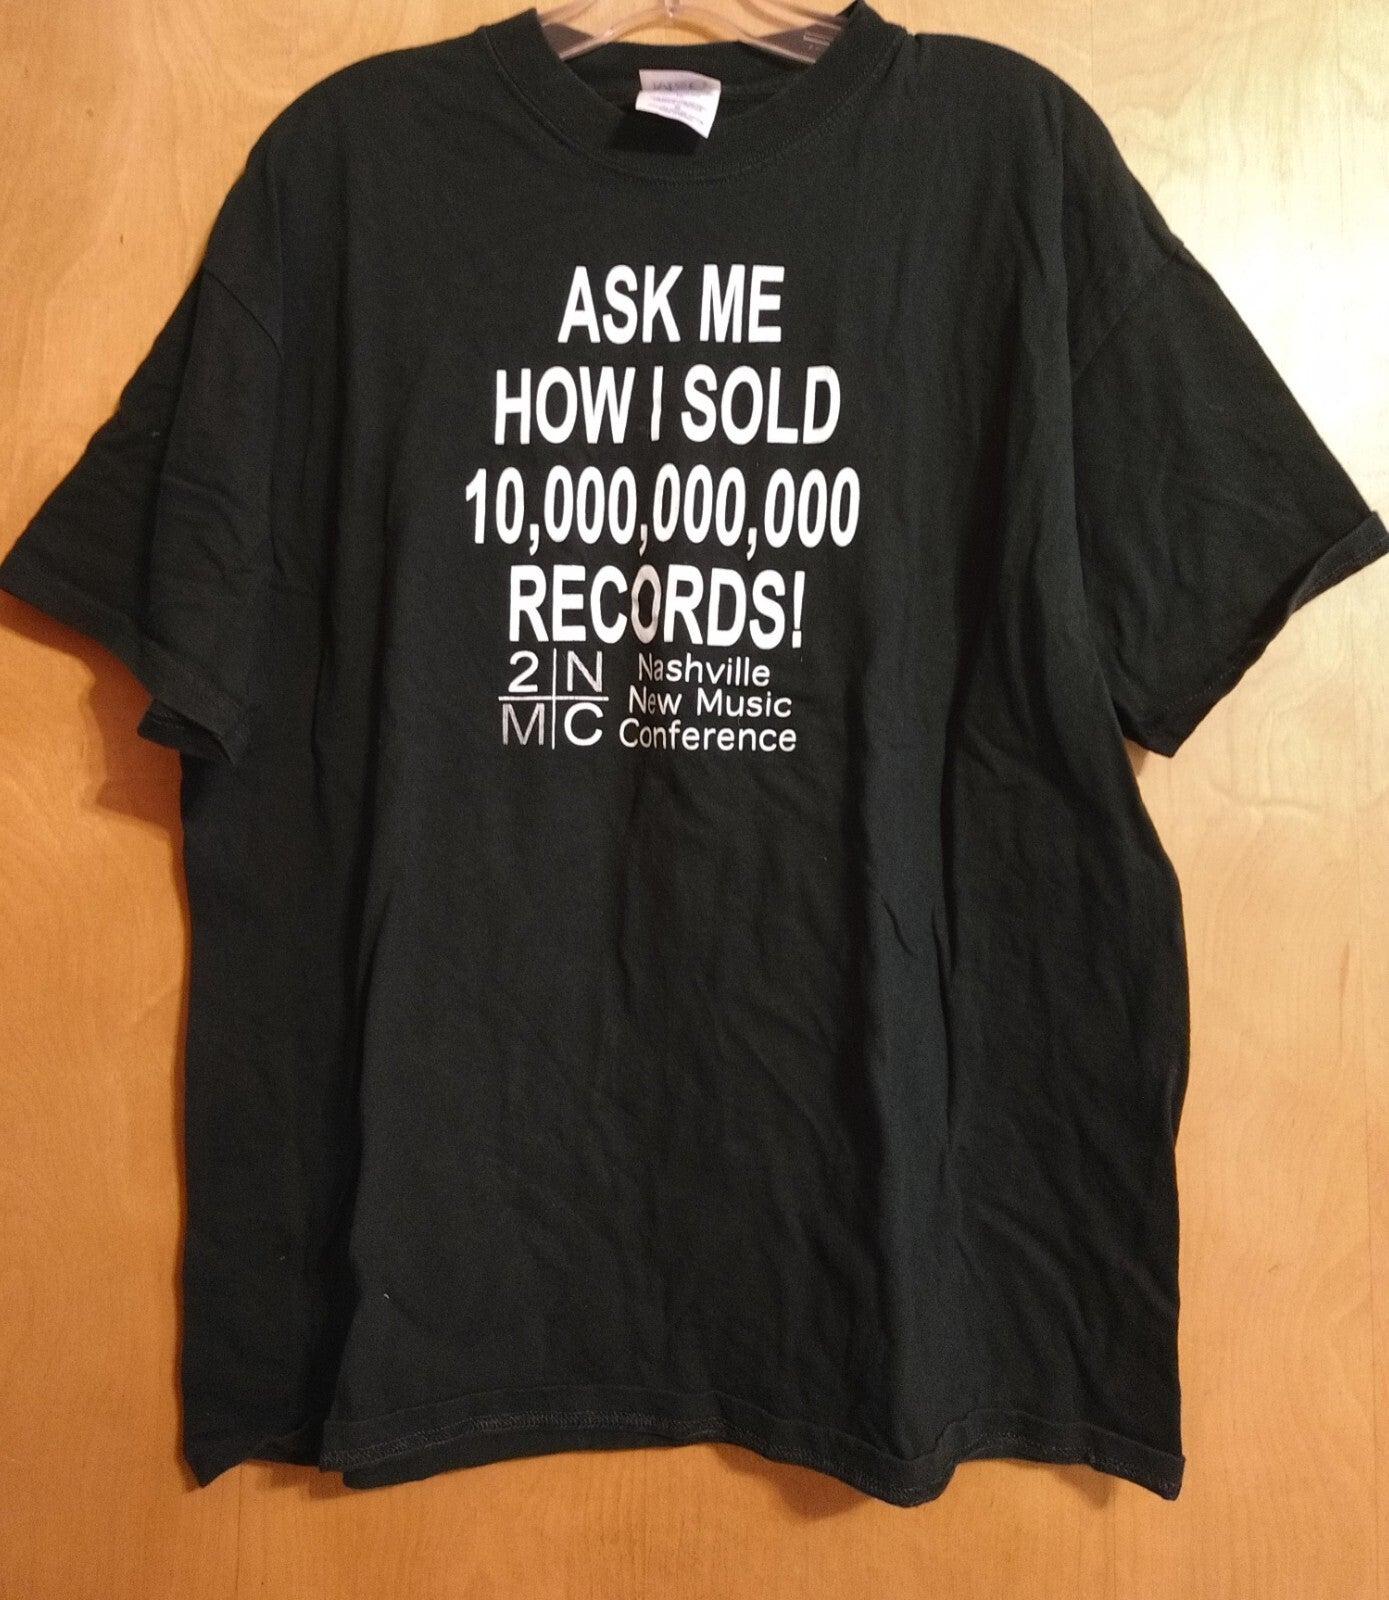 ASK ME
HOW I SOLD
10,000,000,000
RECORDS!
2 N Nashville
New Music
M C Conference